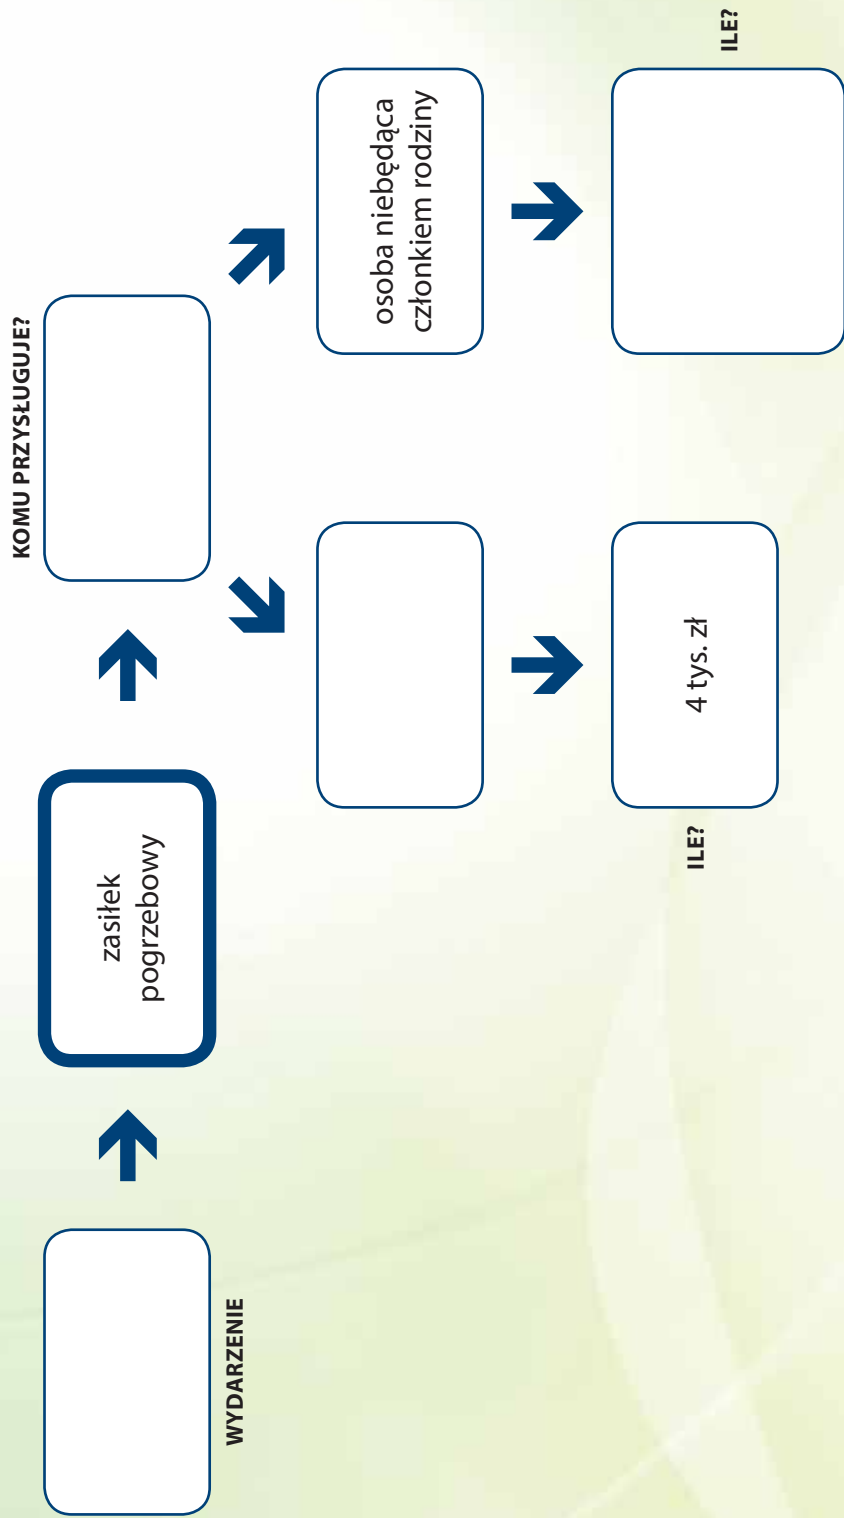 WYDARZENIE
zasiłek
pogrzebowy
KOMU PRZYSŁUGUJE?
osoba niebędąca
członkiem rodziny
ILE?
4 tys. zł
ILE?